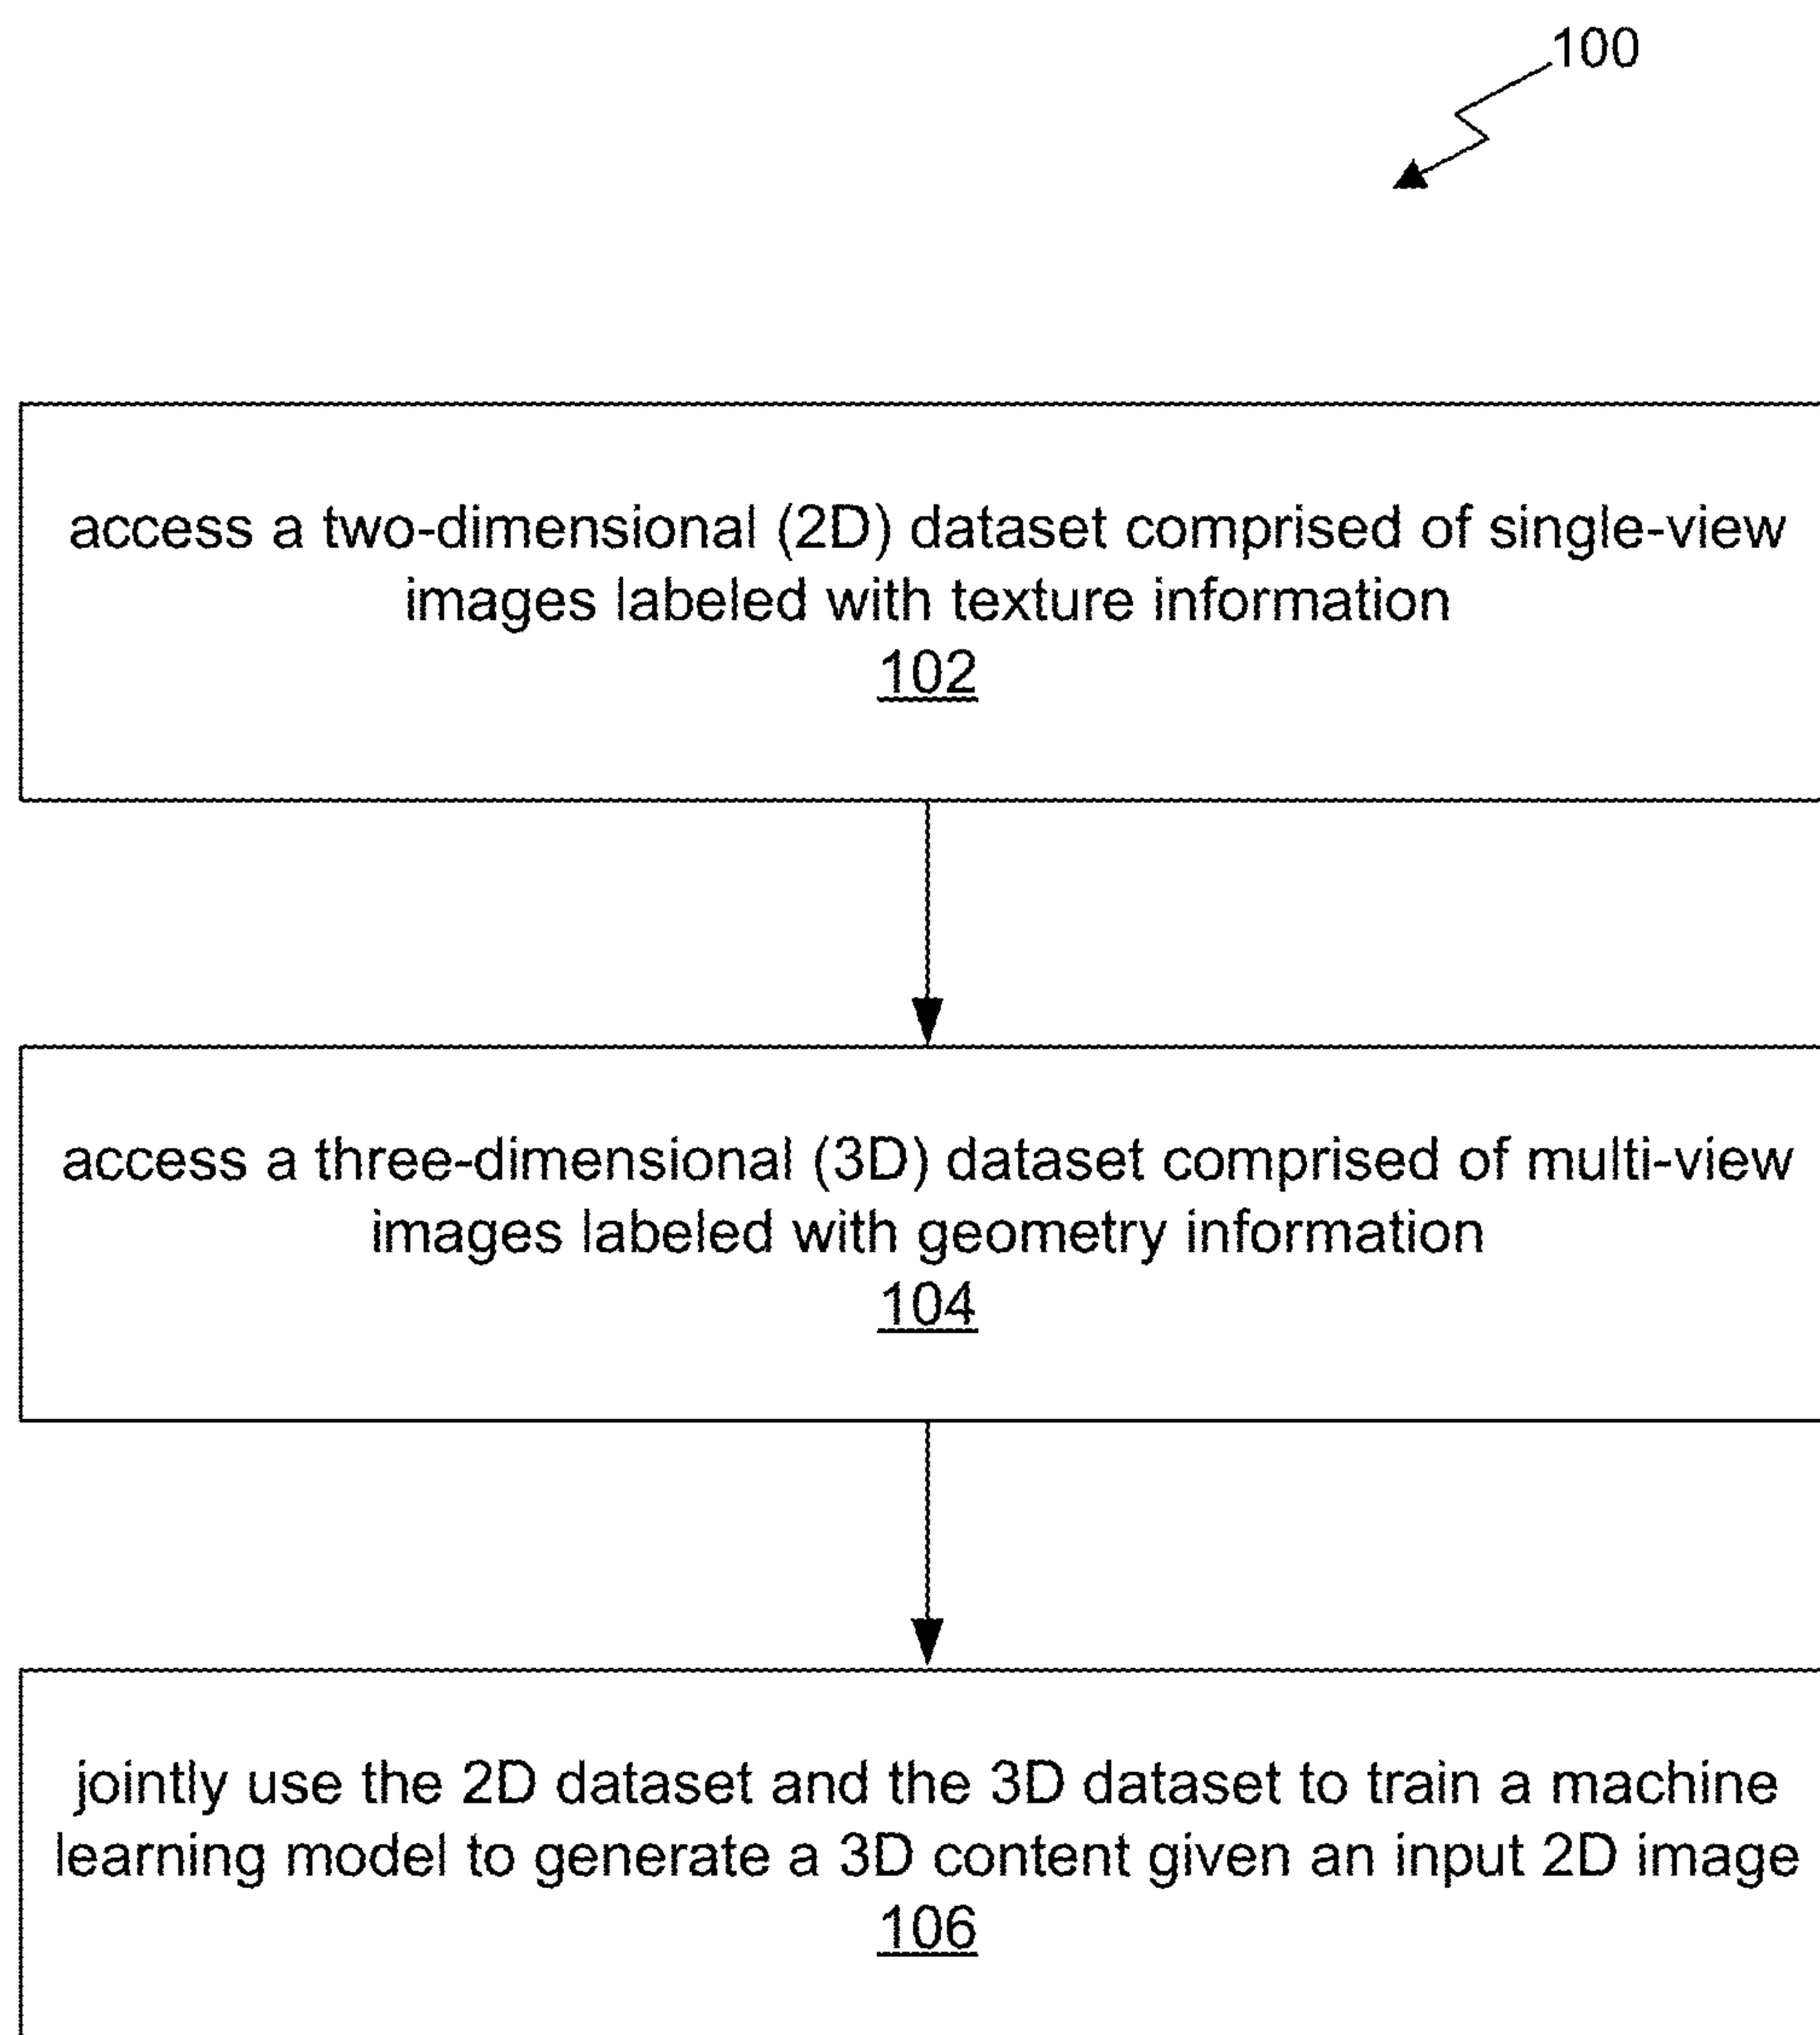 100
access a two-dimensional (2D) dataset comprised of single-view
images labeled with texture information
102
access a three-dimensional (3D) dataset comprised of multi-view
images labeled with geometry information
104
jointly use the 2D dataset and the 3D dataset to train a machine
learning model to generate a 3D content given an input 2D image
106